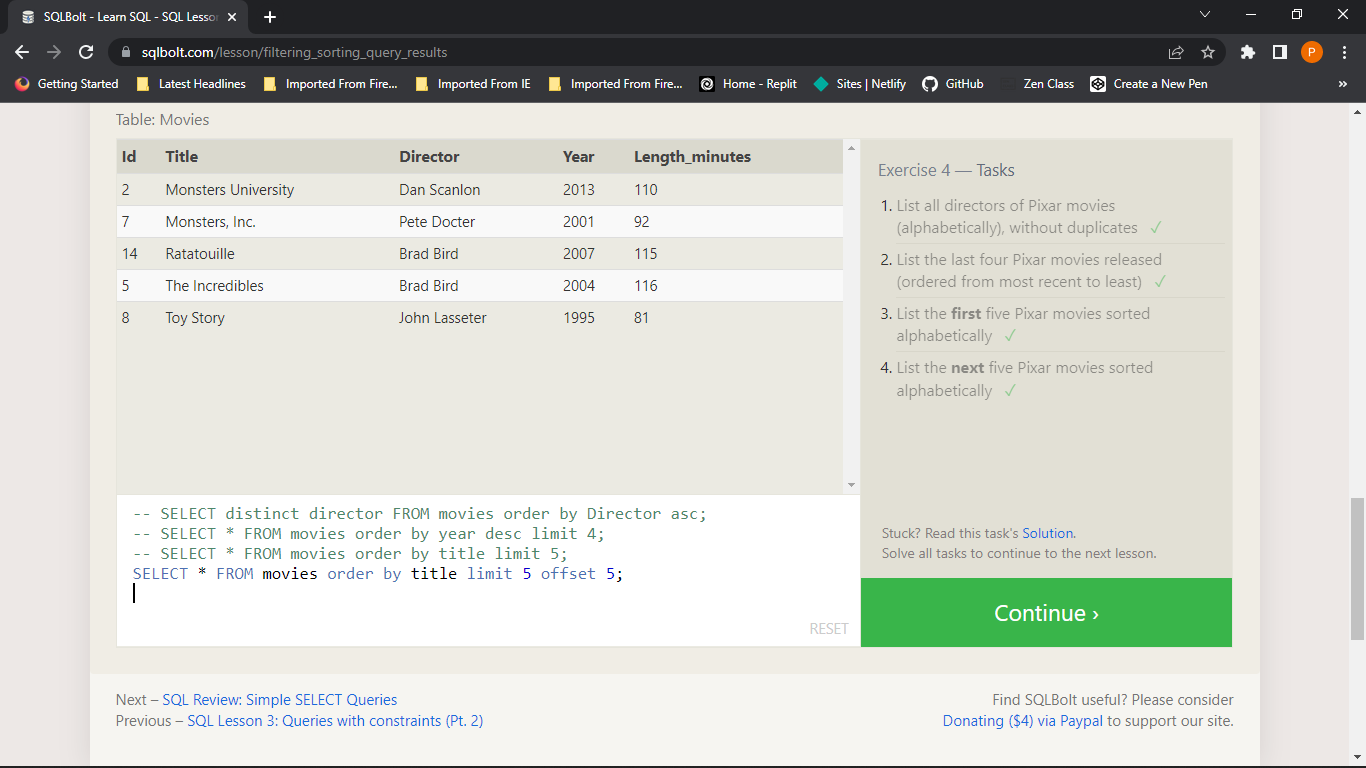 SQLBolt - Learn SQL - SQL Lesson
sqlbolt.com/lesson/filtering_sorting_query_results
P
Getting Started Latest Headlines Imported From Fire... Imported From IE Imported From Fire... Home - Replit Sites | Netlify GitHub Zen Class Create a New Pen »
Table: Movies
Id Title Director Year Length_minutes
2 Monsters University Dan Scanlon 2013 110
7 Monsters, Inc. Pete Docter 2001 92
14 Ratatouille Brad Bird 2007 115
5 The Incredibles Brad Bird 2004 116
8 Toy Story John Lasseter 1995 81
Exercise 4 — Tasks
1. List all directors of Pixar movies
(alphabetically), without duplicates ✓
2. List the last four Pixar movies released
(ordered from most recent to least) ✓
3. List the first five Pixar movies sorted
alphabetically ✓
4. List the next five Pixar movies sorted
alphabetically ✓
-- SELECT distinct director FROM movies order by Director asc;
-- SELECT * FROM movies order by year desc limit 4;
-- SELECT * FROM movies order by title limit 5;
SELECT * FROM movies order by title limit 5 offset 5;
RESET
Stuck? Read this task's Solution.
Solve all tasks to continue to the next lesson.
Continue ›
Next – SQL Review: Simple SELECT Queries
Previous – SQL Lesson 3: Queries with constraints (Pt. 2)
Find SQLBolt useful? Please consider
Donating ($4) via Paypal to support our site.